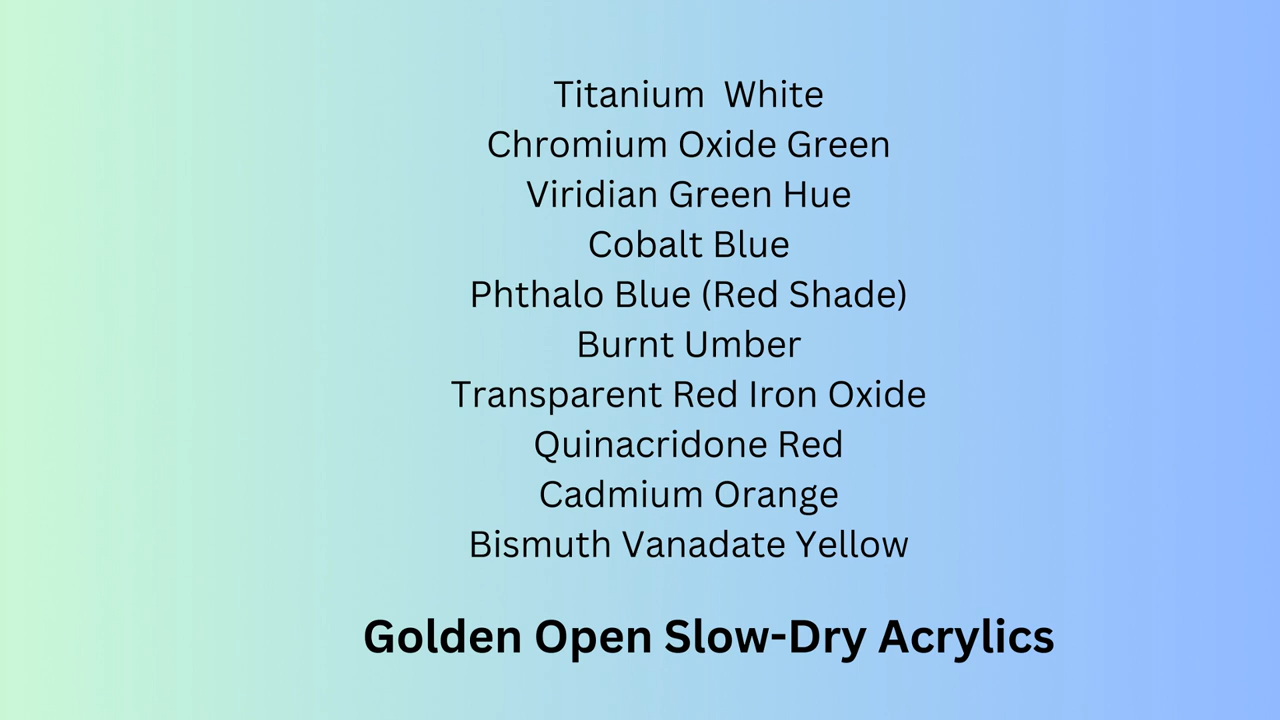 Titanium  White
Chromium Oxide Green
Viridian Green Hue
Cobalt Blue
Phthalo Blue (Red Shade)
Burnt Umber
Transparent Red Iron Oxide
Quinacridone Red
Cadmium Orange
Bismuth Vanadate Yellow
Golden Open Slow-Dry Acrylics